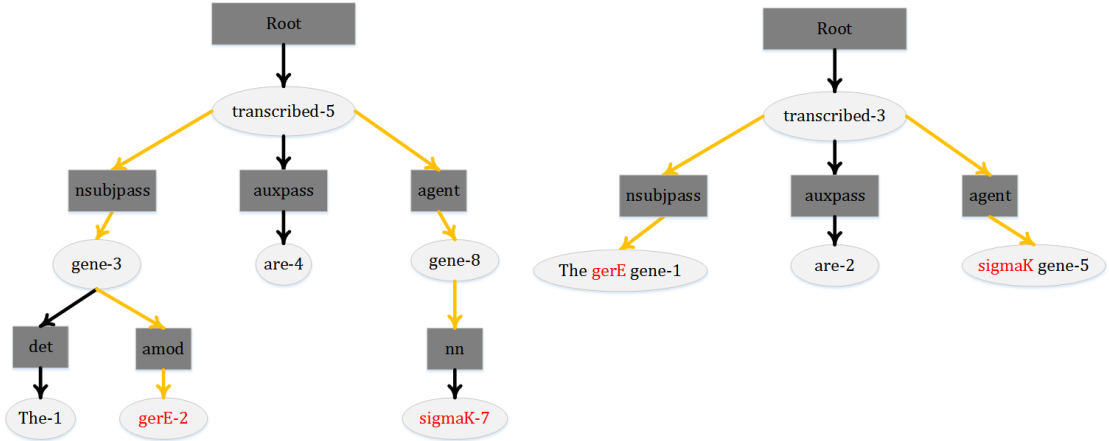 Root
transcribed-5
nsubjpass
auxpass
agent
gene-3
are-4
gene-8
det
amod
nn
The-1
gerE-2
sigmaK-7
Root
transcribed-3
nsubjpass
auxpass
agent
The gerE gene-1
are-2
sigmaK gene-5